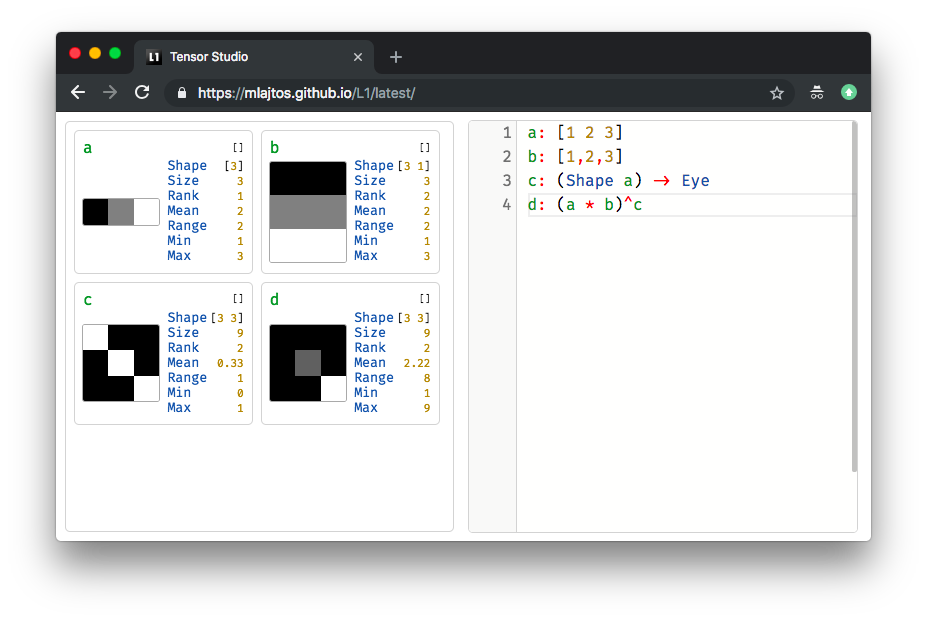 L1 Tensor Studio
https://mlajtos.github.io/L1/latest/
a []
Shape [3]
Size 3
Rank 1
Mean 2
Range 2
Min 1
Max 3
b []
Shape [3 1]
Size 3
Rank 2
Mean 2
Range 2
Min 1
Max 3
c []
Shape [3 3]
Size 9
Rank 2
Mean 0.33
Range 1
Min 0
Max 1
d []
Shape [3 3]
Size 9
Rank 2
Mean 2.22
Range 8
Min 1
Max 9
1 a: [1 2 3]
2 b: [1,2,3]
3 c: (Shape a) → Eye
4 d: (a * b)^c